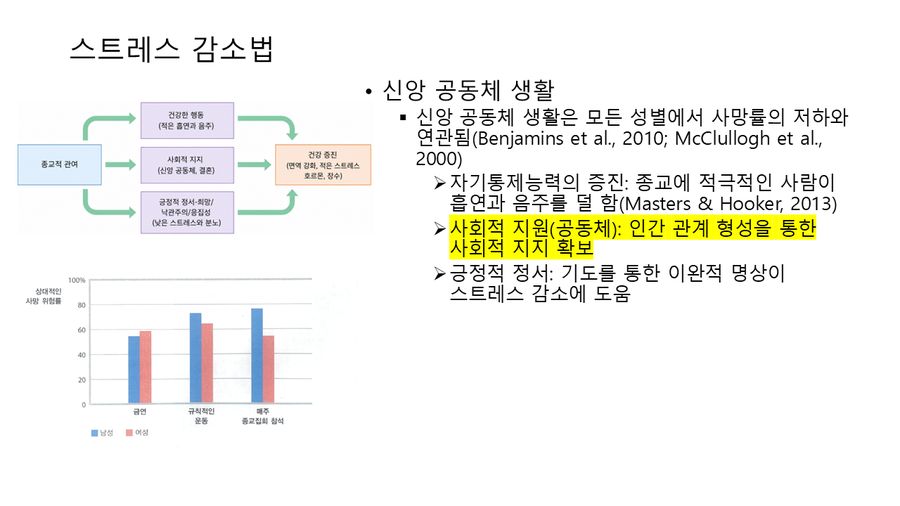 스트레스 감소법
• 신앙 공동체 생활
▪ 신앙 공동체 생활은 모든 성별에서 사망률의 저하와
연관됨(Benjamins et al., 2010; McClullogh et al.,
2000)
➢자기통제능력의 증진: 종교에 적극적인 사람이
흡연과 음주를 덜 함(Masters & Hooker, 2013)
➢사회적 지원(공동체): 인간 관계 형성을 통한
사회적 지지 확보
➢긍정적 정서: 기도를 통한 이완적 명상이
스트레스 감소에 도움
종교적 관여
건강한 행동
(적은 흡연과 음주)
사회적 지지
(신앙 공동체, 결혼)
긍정적 정서-희망/
낙관주의/응집성
(낮은 스트레스와 분노)
건강 증진
(면역 강화, 적은 스트레스
호르몬, 장수)
상대적인
사망 위험률
100%
80
60
40
20
0
금연
규칙적인
운동
매주
종교집회 참석
남성
여성